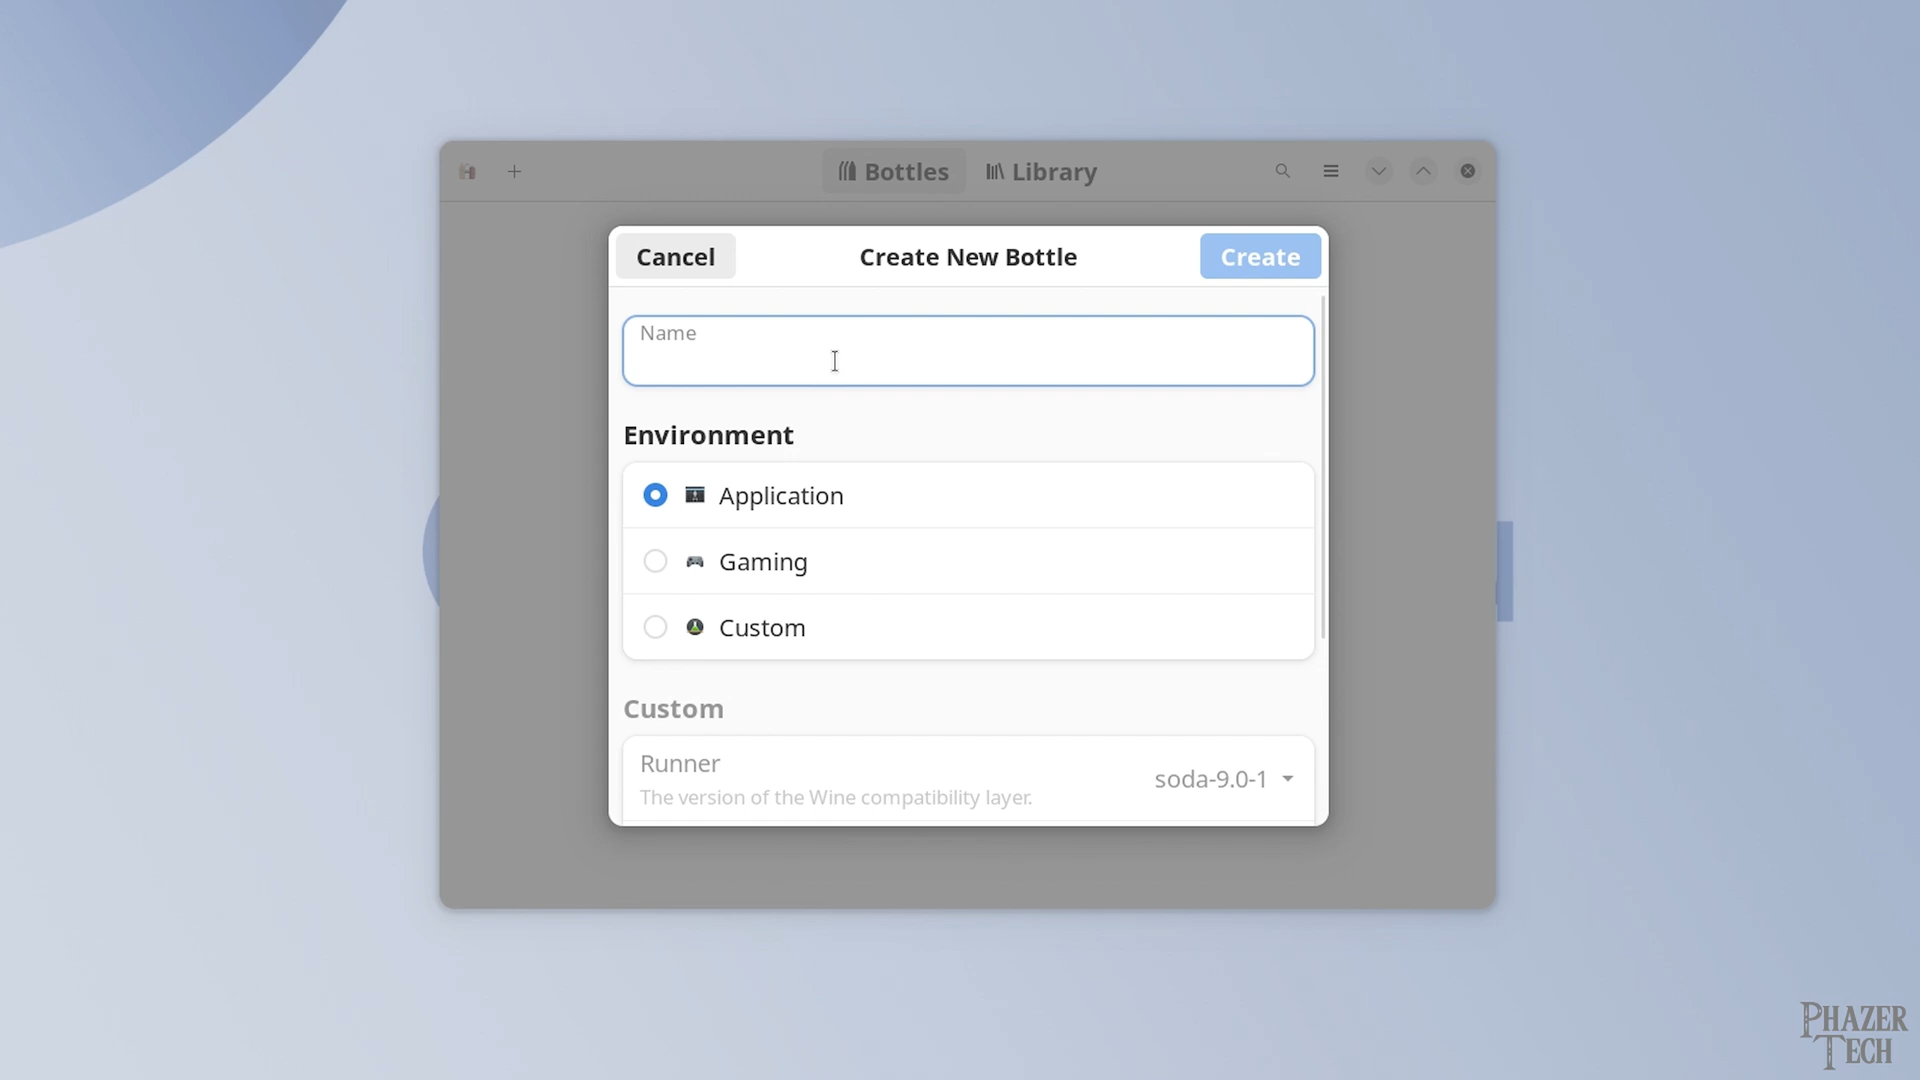 Bottles Library
Cancel Create New Bottle Create
Name
Environment
Application
Gaming
Custom
Custom
Runner
soda-9.0-1
The version of the Wine compatibility layer.
PHAZER
TECH